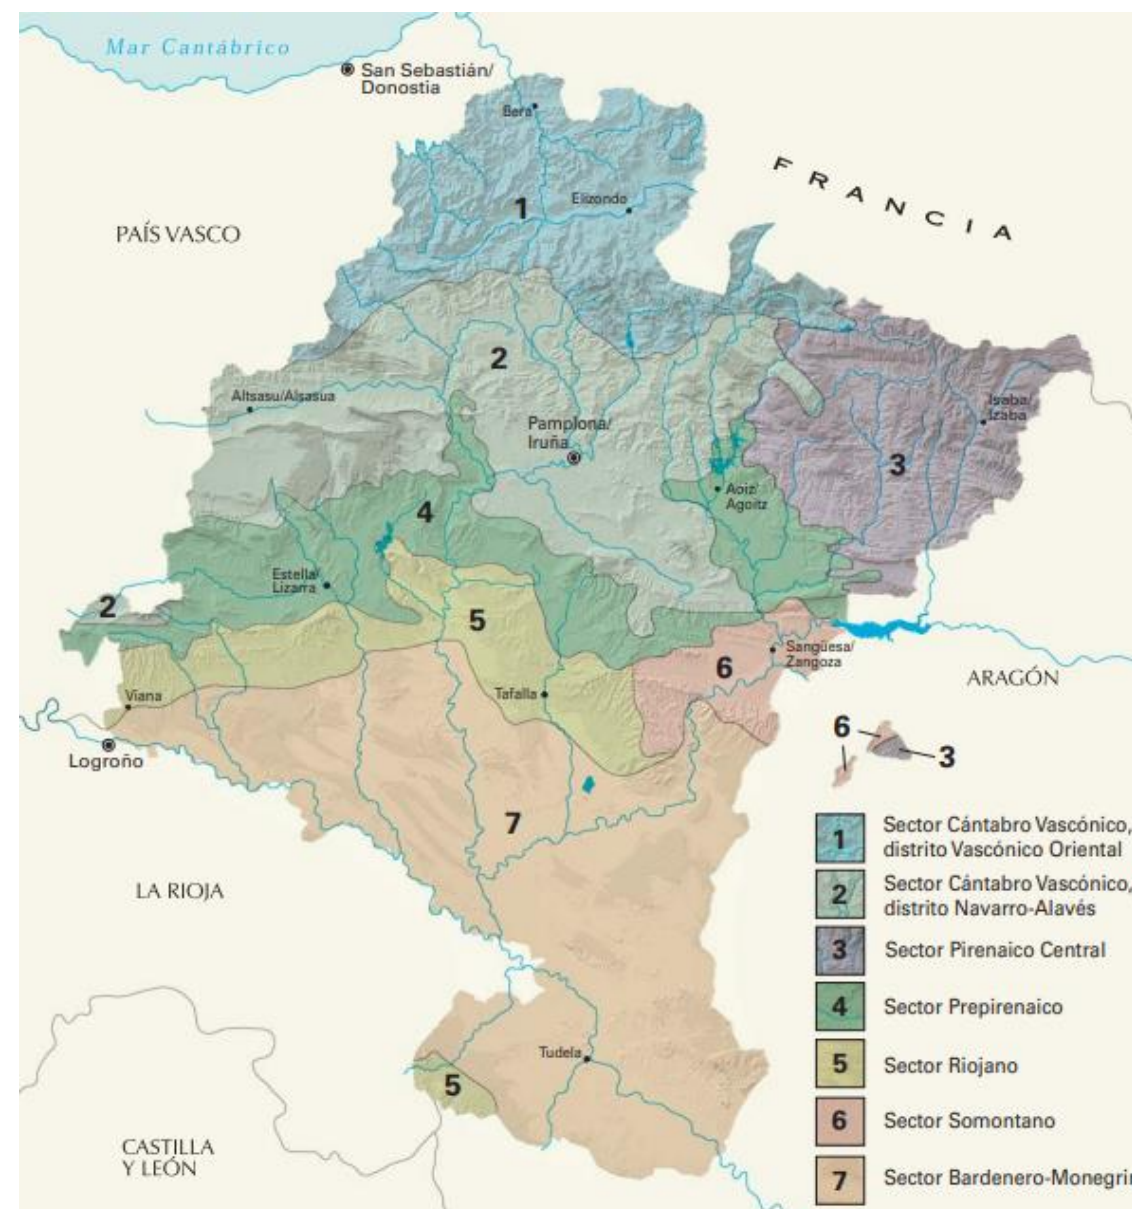 Mar Cantábrico
San Sebastián/
Donostia
Bera
FRANCIA
Elizondo
1
PAÍS VASCO
2
Altsasu/Alsasua
Isaba/
Izaba
Pamplona/
Iruña
3
Aoiz/
Agoitz
4
Estella/
Lizarra
2
5
Sangüesa/
Zangoza
6
ARAGÓN
Viana
Tafalla
Logroño
6
3
7
1 Sector Cántabro Vascónico,
distrito Vascónico Oriental
2 Sector Cántabro Vascónico,
distrito Navarro-Alavés
LA RIOJA
3 Sector Pirenaico Central
4 Sector Prepirenaico
Tudela
5 Sector Riojano
5
6 Sector Somontano
CASTILLA
Y LEÓN
7 Sector Bardenero-Monegri